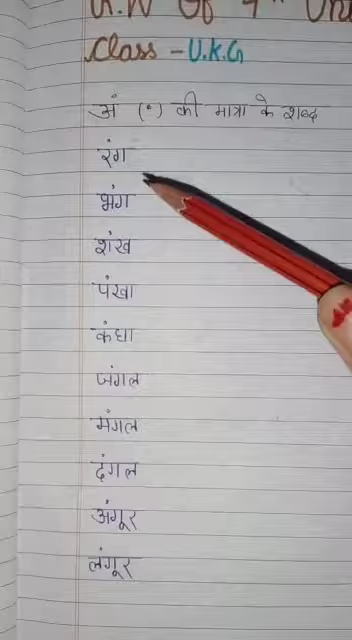 Class - U.K.G
अं (ं) की मात्रा के शब्द
रंग
भंग
शंख
पंखा
कंधा
जंगल
मंगल
दंगल
अंगूर
लंगूर